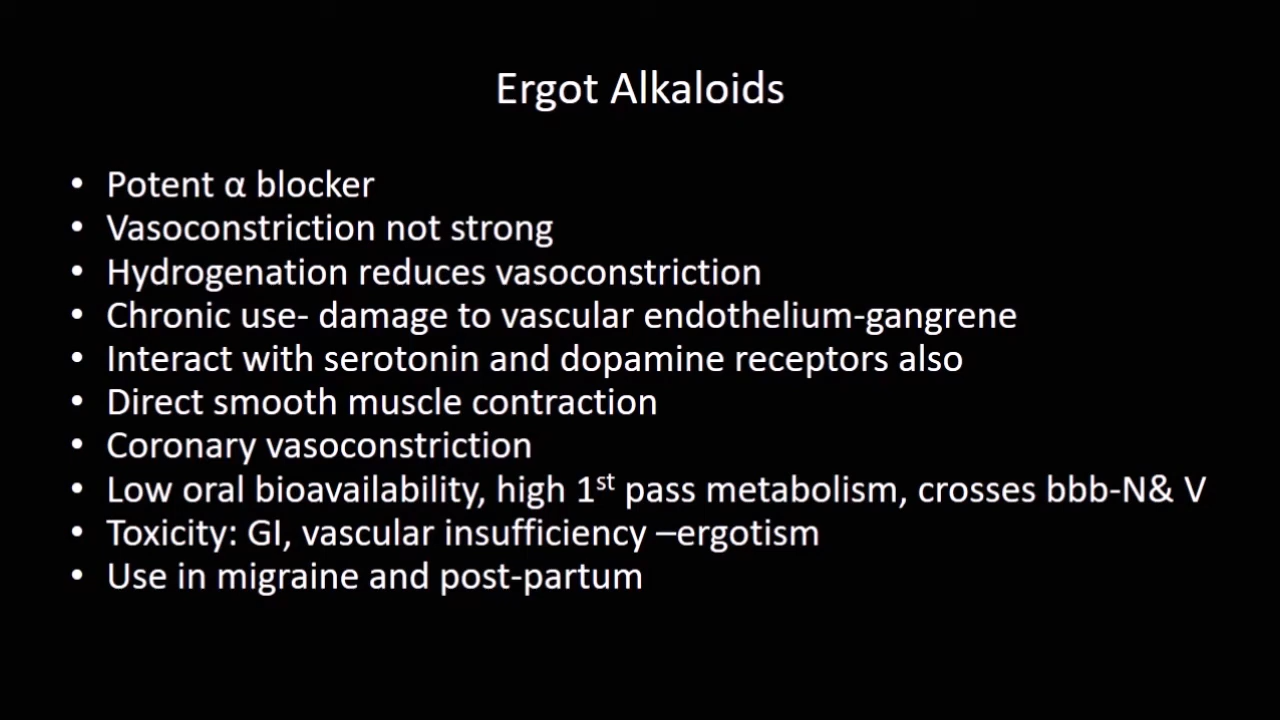 Ergot Alkaloids
• Potent α blocker
• Vasoconstriction not strong
• Hydrogenation reduces vasoconstriction
• Chronic use- damage to vascular endothelium-gangrene
• Interact with serotonin and dopamine receptors also
• Direct smooth muscle contraction
• Coronary vasoconstriction
• Low oral bioavailability, high 1st pass metabolism, crosses bbb-N& V
• Toxicity: GI, vascular insufficiency –ergotism
• Use in migraine and post-partum